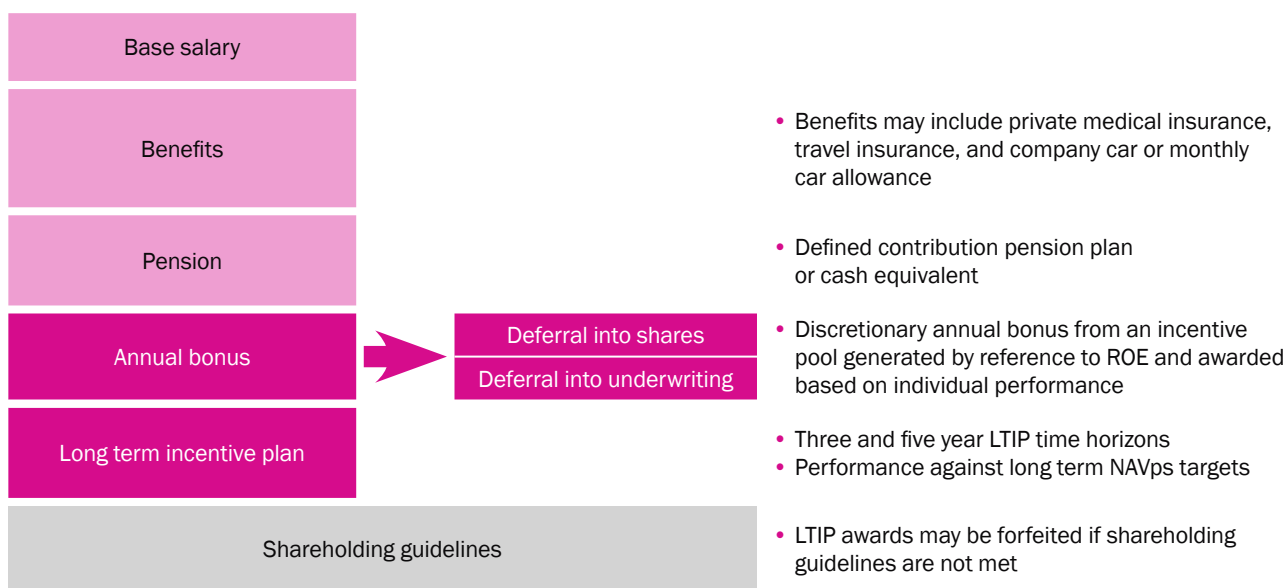 Base salary
Benefits
• Benefits may include private medical insurance,
travel insurance, and company car or monthly
car allowance
Pension
• Defined contribution pension plan
or cash equivalent
Annual bonus
Deferral into shares
Deferral into underwriting
• Discretionary annual bonus from an incentive
pool generated by reference to ROE and awarded
based on individual performance
Long term incentive plan
• Three and five year LTIP time horizons
• Performance against long term NAVps targets
Shareholding guidelines
• LTIP awards may be forfeited if shareholding
guidelines are not met